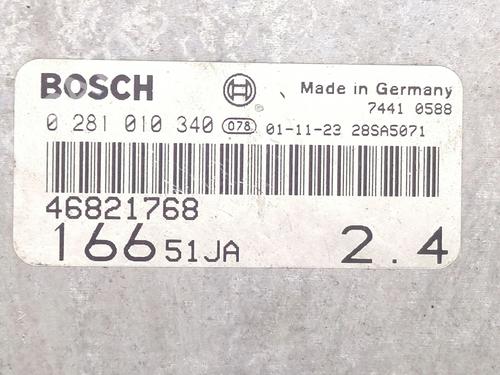 BOSCH Made in Germany
7441 0588
0 281 010 340 078 01-11-23 28SA5071
46821768
166 51JA 2.4